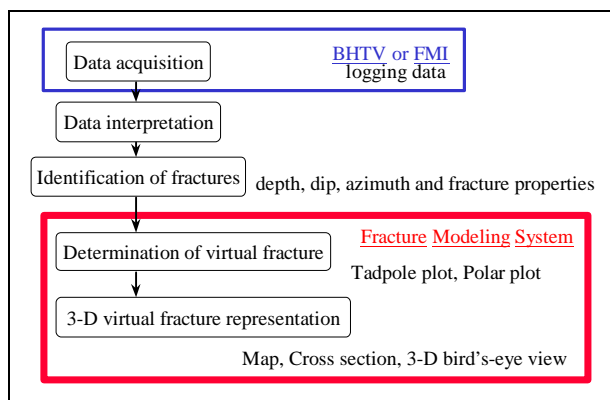 Data acquisition
BHTV or FMI
logging data
Data interpretation
Identification of fractures
depth, dip, azimuth and fracture properties
Fracture Modeling System
Determination of virtual fracture
Tadpole plot, Polar plot
3-D virtual fracture representation
Map, Cross section, 3-D bird's-eye view